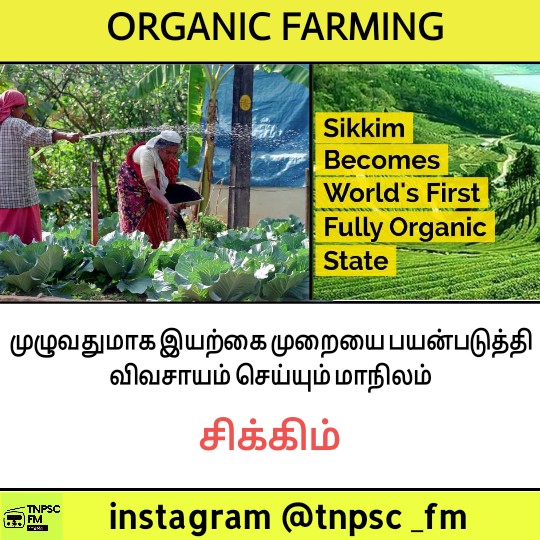 ORGANIC FARMING
Sikkim
Becomes
World's First
Fully Organic
State
முழுவதுமாக இயற்கை முறையை பயன்படுத்தி
விவசாயம் செய்யும் மாநிலம்
சிக்கிம்
TNPSC
FM
instagram @tnpsc _fm